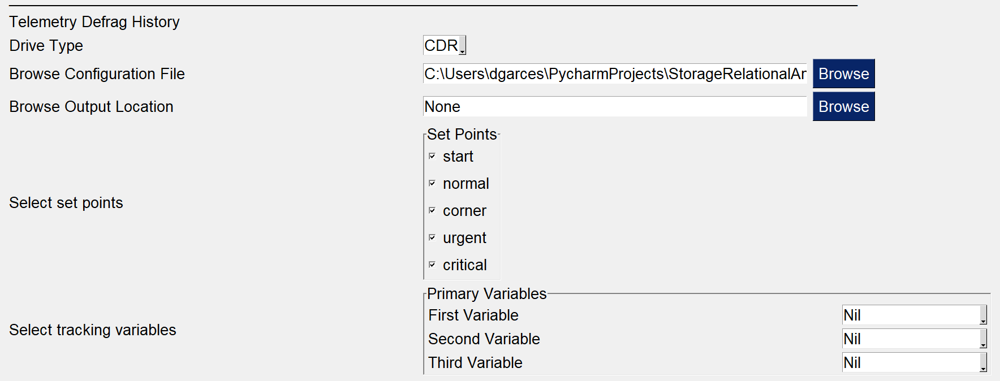 Telemetry Defrag History
Drive Type CDR
Browse Configuration File C:\Users\dgarces\PycharmProjects\StorageRelationalAr Browse
Browse Output Location None Browse
Set Points
start
normal
Select set points
corner
urgent
critical
Primary Variables
First Variable Nil
Select tracking variables
Second Variable Nil
Third Variable Nil